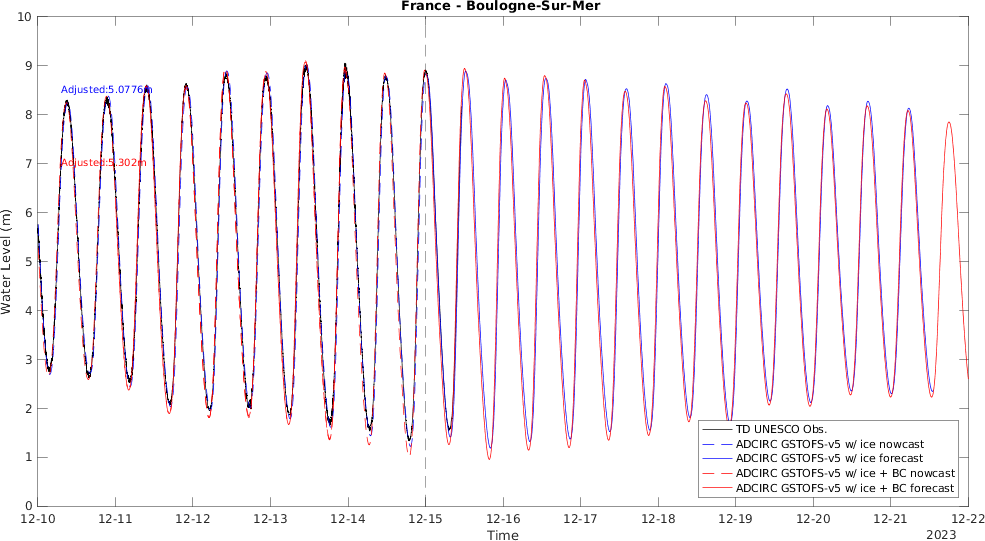 France - Boulogne-Sur-Mer
10
9
8
7
6
5
4
3
2
1
0
Water Level (m)
Adjusted:5.0776m
Adjusted:5.302m
TD UNESCO Obs.
ADCIRC GSTOFS-v5 w/ ice nowcast
ADCIRC GSTOFS-v5 w/ ice forecast
ADCIRC GSTOFS-v5 w/ ice + BC nowcast
ADCIRC GSTOFS-v5 w/ ice + BC forecast
12-10 12-11 12-12 12-13 12-14 12-15 12-16 12-17 12-18 12-19 12-20 12-21 12-22
Time
2023